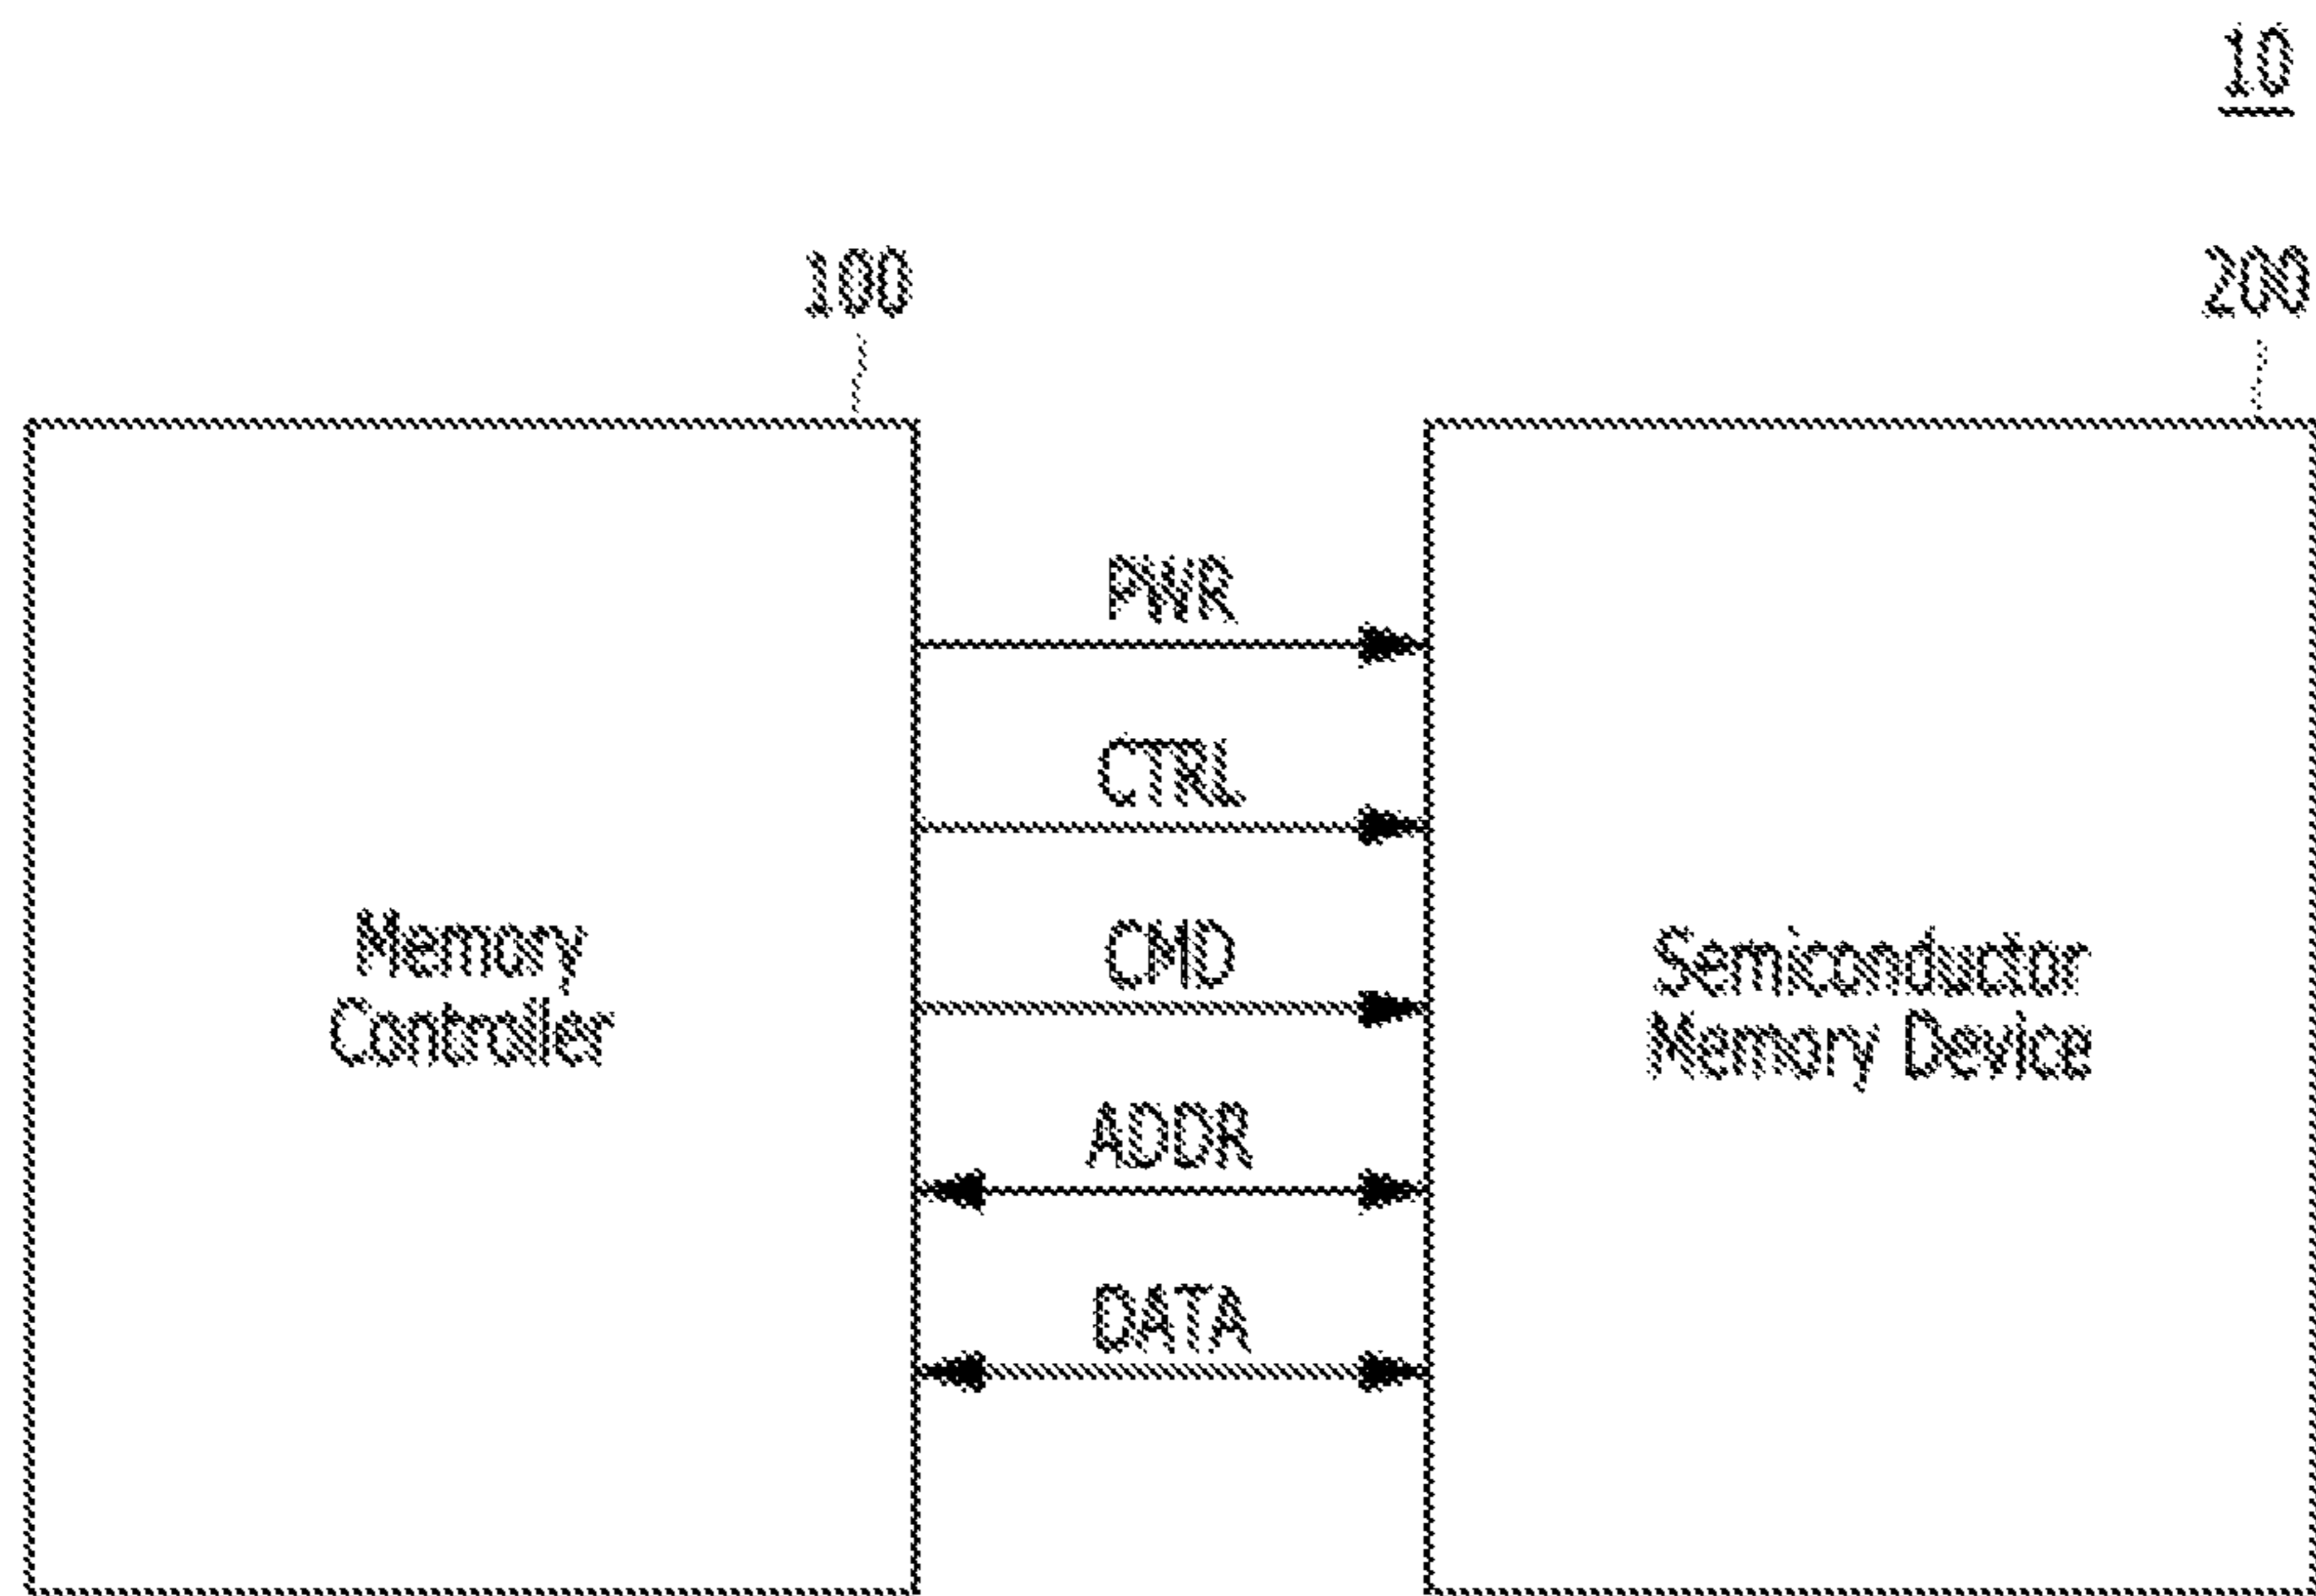 10
100
200
PWR
CTRL
CMD
ADDR
DATA
Memory
Controller
Semiconductor
Memory Device